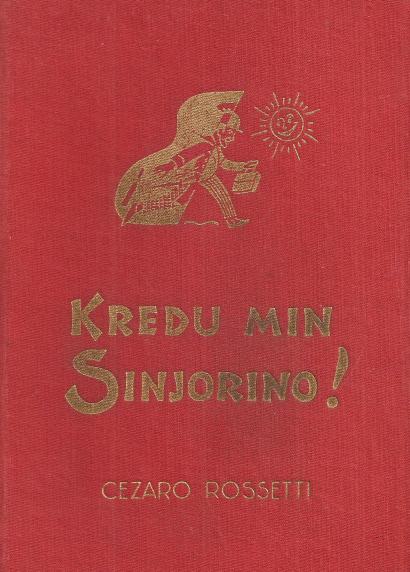 KREDU MIN
SINJORINO!
CEZARO ROSSETTI